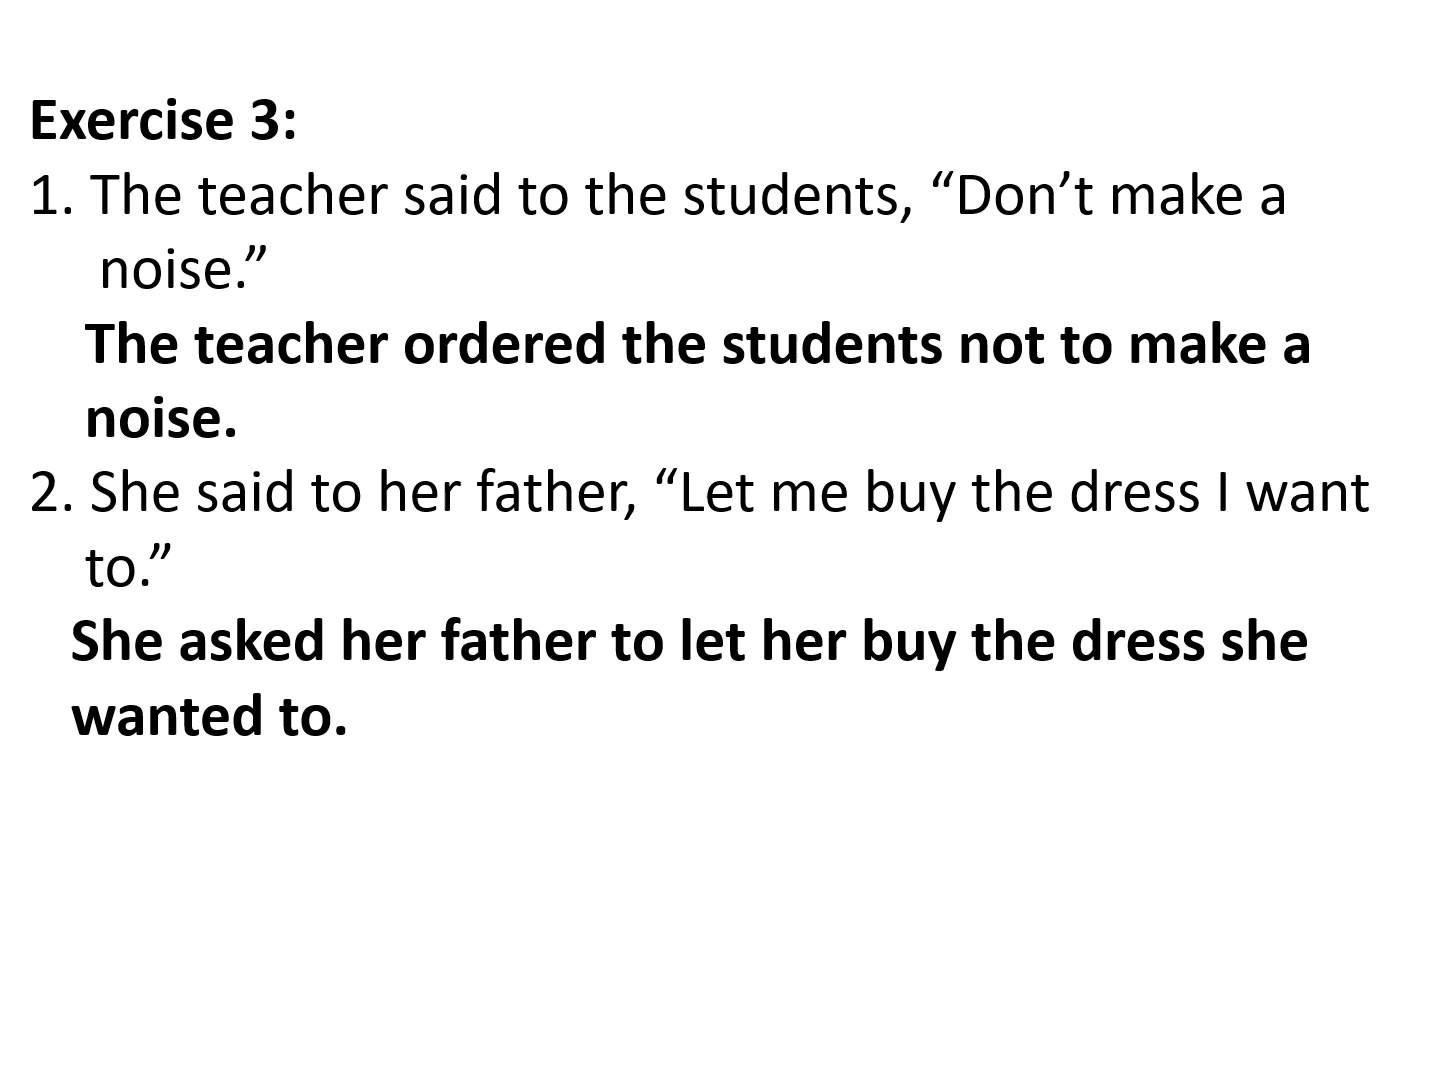 Exercise 3:
1. The teacher said to the students, “Don’t make a
noise.”
The teacher ordered the students not to make a
noise.
2. She said to her father, “Let me buy the dress I want
to.”
She asked her father to let her buy the dress she
wanted to.